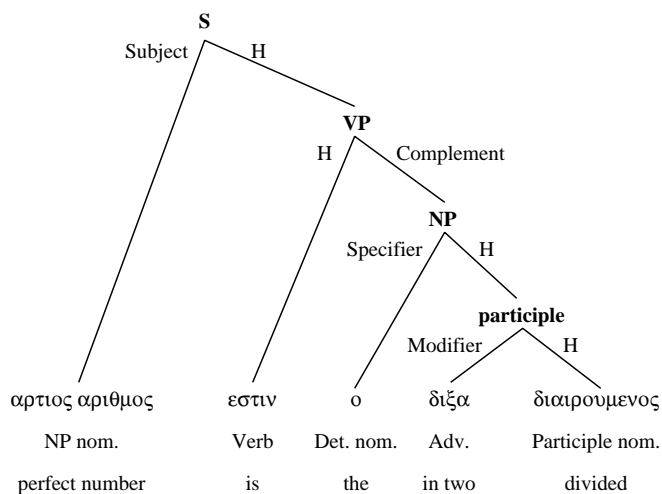 S
Subject H
VP
H Complement
NP
Specifier H
participle
Modifier H
αρτιος αριθμος εστιν ο διξα διαιρουμενος
NP nom. Verb Det. nom. Adv. Participle nom.
perfect number is the in two divided